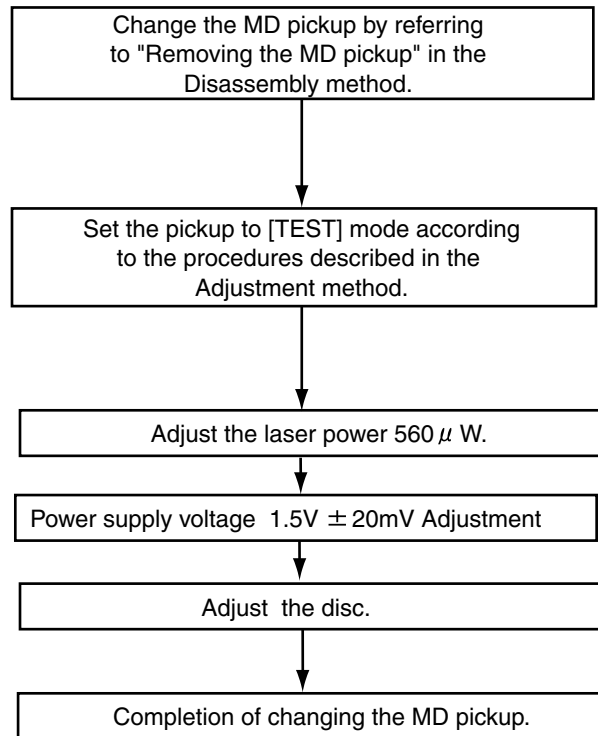 Change the MD pickup by referring
to "Removing the MD pickup" in the
Disassembly method.
Set the pickup to [TEST] mode according
to the procedures described in the
Adjustment method.
Adjust the laser power 560 μ W.
Power supply voltage 1.5V ± 20mV Adjustment
Adjust the disc.
Completion of changing the MD pickup.